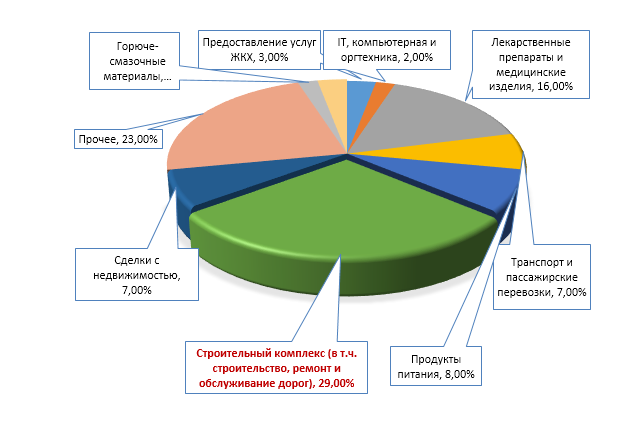 Горюче-
смазочные
материалы,...
Предоставление услуг
ЖКХ, 3,00%
IT, компьютерная и
оргтехника, 2,00%
Лекарственные
препараты и
медицинские
изделия, 16,00%
Прочее, 23,00%
Сделки с
недвижимостью,
7,00%
Транспорт и
пассажирские
перевозки, 7,00%
Строительный комплекс (в т.ч.
строительство, ремонт и
обслуживание дорог), 29,00%
Продукты
питания, 8,00%